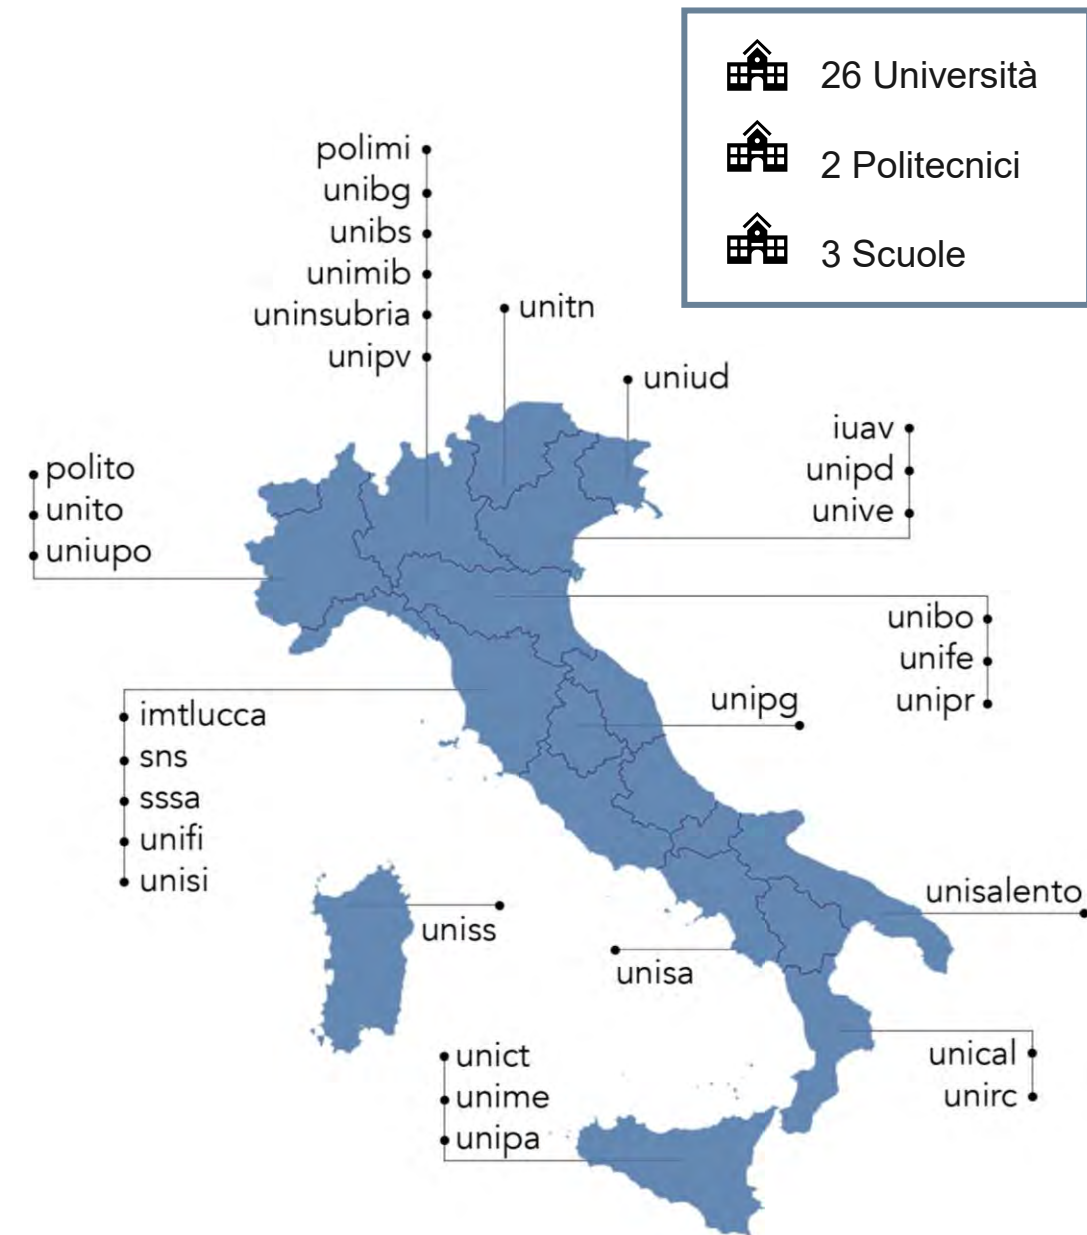 26 Università
2 Politecnici
3 Scuole
polimi
unibg
unibs
unimib
uninsubria
unipv
unitn
uniud
iuav
unipd
unive
polito
unito
uniupo
unibo
unife
unipr
unipg
imtlucca
sns
sssa
unifi
unisi
unisalento
uniss
unisa
unical
unirc
unict
unime
unipa